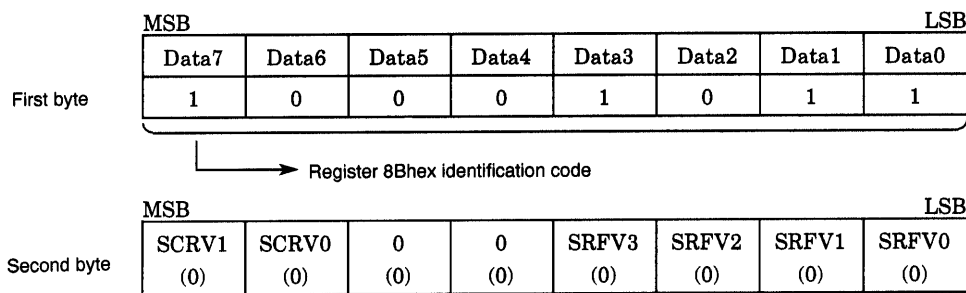 MSB LSB
Data7 Data6 Data5 Data4 Data3 Data2 Data1 Data0
First byte 1 0 0 0 1 0 1 1
Register 8Bhex identification code
MSB LSB
SCRV1 SCRV0 0 0 SRFV3 SRFV2 SRFV1 SRFV0
Second byte
(0) (0) (0) (0) (0) (0) (0) (0)